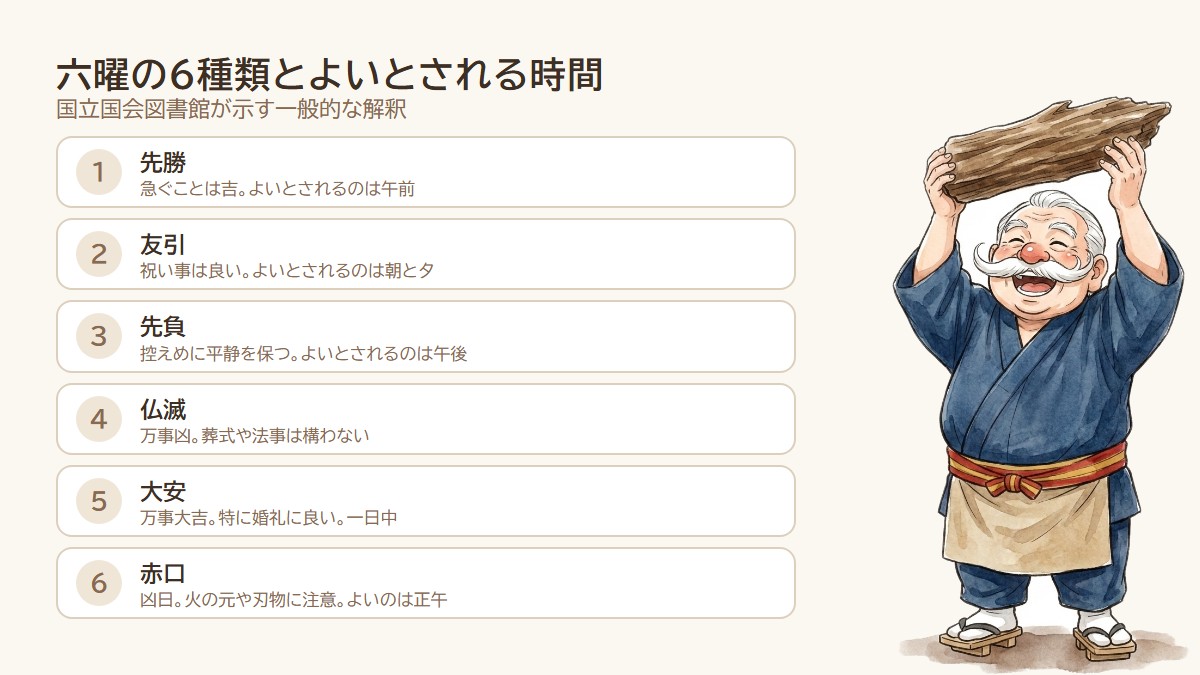 六曜の6種類とよいとされる時間
国立国会図書館が示す一般的な解釈
1
先勝
急ぐことは吉。よいとされるのは午前
2
友引
祝い事は良い。よいとされるのは朝と夕
3
先負
控えめに平静を保つ。よいとされるのは午後
4
仏滅
万事凶。葬式や法事は構わない
5
大安
万事大吉。特に婚礼に良い。一日中
6
赤口
凶日。火の元や刃物に注意。よいのは正午